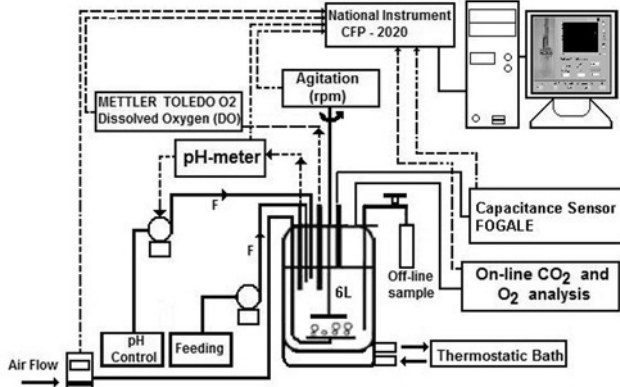 National Instrument
CFP - 2020
Agitation
(rpm)
METTLER TOLEDO O2
Dissolved Oxygen (DO)
pH-meter
F
F
Capacitance Sensor
FOGALE
6L
Off-line
sample
On-line CO2 and
O2 analysis
pH
Control
Feeding
Air Flow
Thermostatic Bath